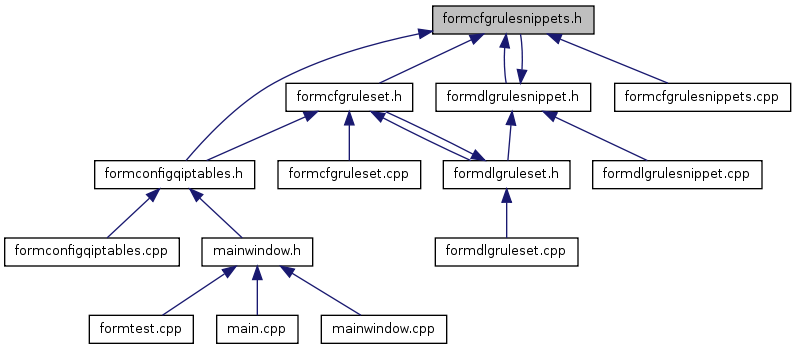 formcfgrulesnippets.h
formcfgruleset.h
formdlgrulesnippet.h
formcfgrulesnippets.cpp
formconfigqiptables.h
formcfgruleset.cpp
formdlgruleset.h
formdlgrulesnippet.cpp
formconfigqiptables.cpp
mainwindow.h
formdlgruleset.cpp
formtest.cpp
main.cpp
mainwindow.cpp